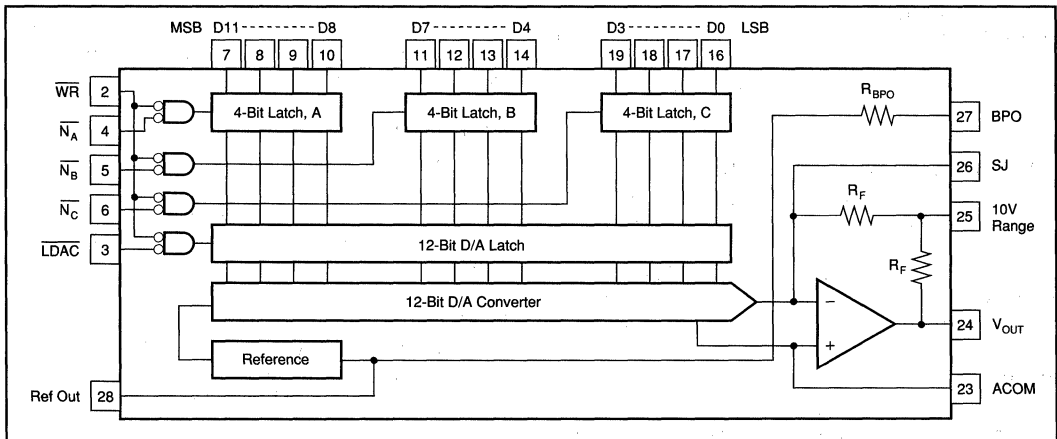 MSB D11 ---------- D8 D7 ---------- D4 D3 ---------- D0 LSB
7 8 9 10 11 12 13 14 19 18 17 16
WR 2
N_A 4
N_B 5
N_C 6
LDAC 3
4-Bit Latch, A 4-Bit Latch, B 4-Bit Latch, C
R_BPO
27 BPO
26 SJ
R_F
25 10V
Range
R_F
12-Bit D/A Latch
12-Bit D/A Converter
−
+
24 V_OUT
Reference
23 ACOM
Ref Out 28